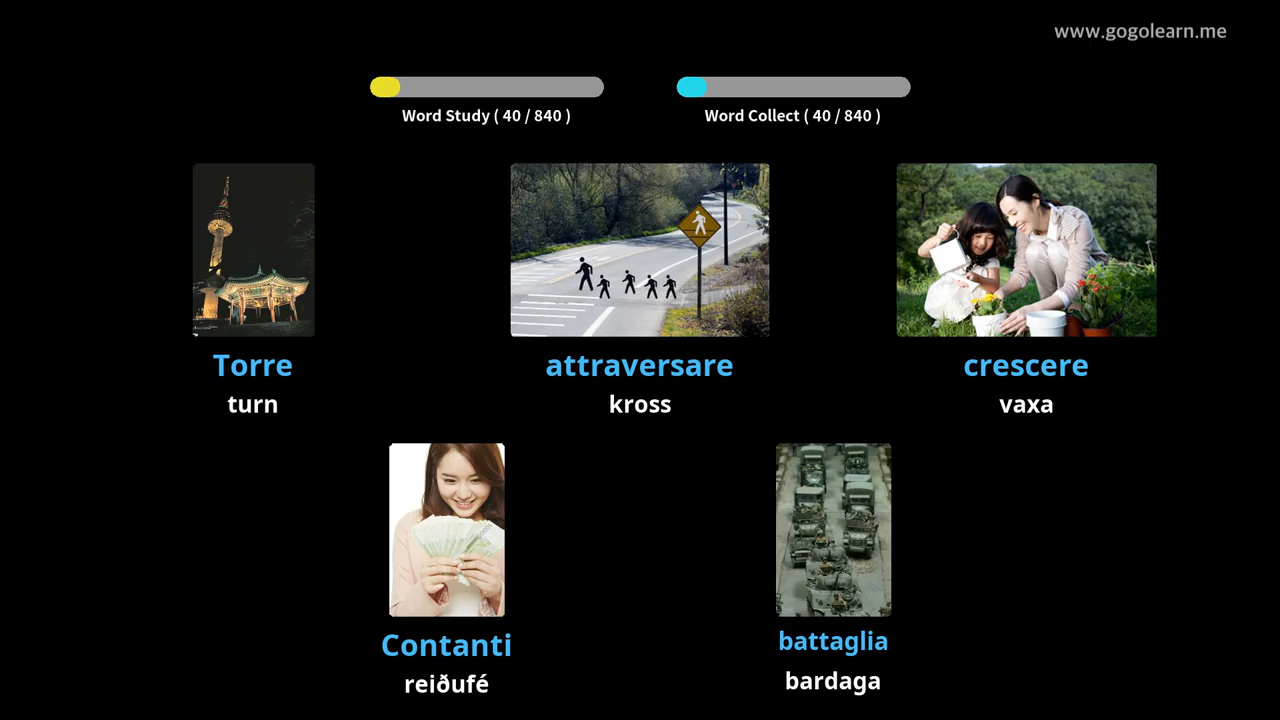 www.gogolearn.me
Word Study ( 40 / 840 )
Word Collect ( 40 / 840 )
Torre
turn
attraversare
kross
crescere
vaxa
Contanti
reiðufé
battaglia
bardaga